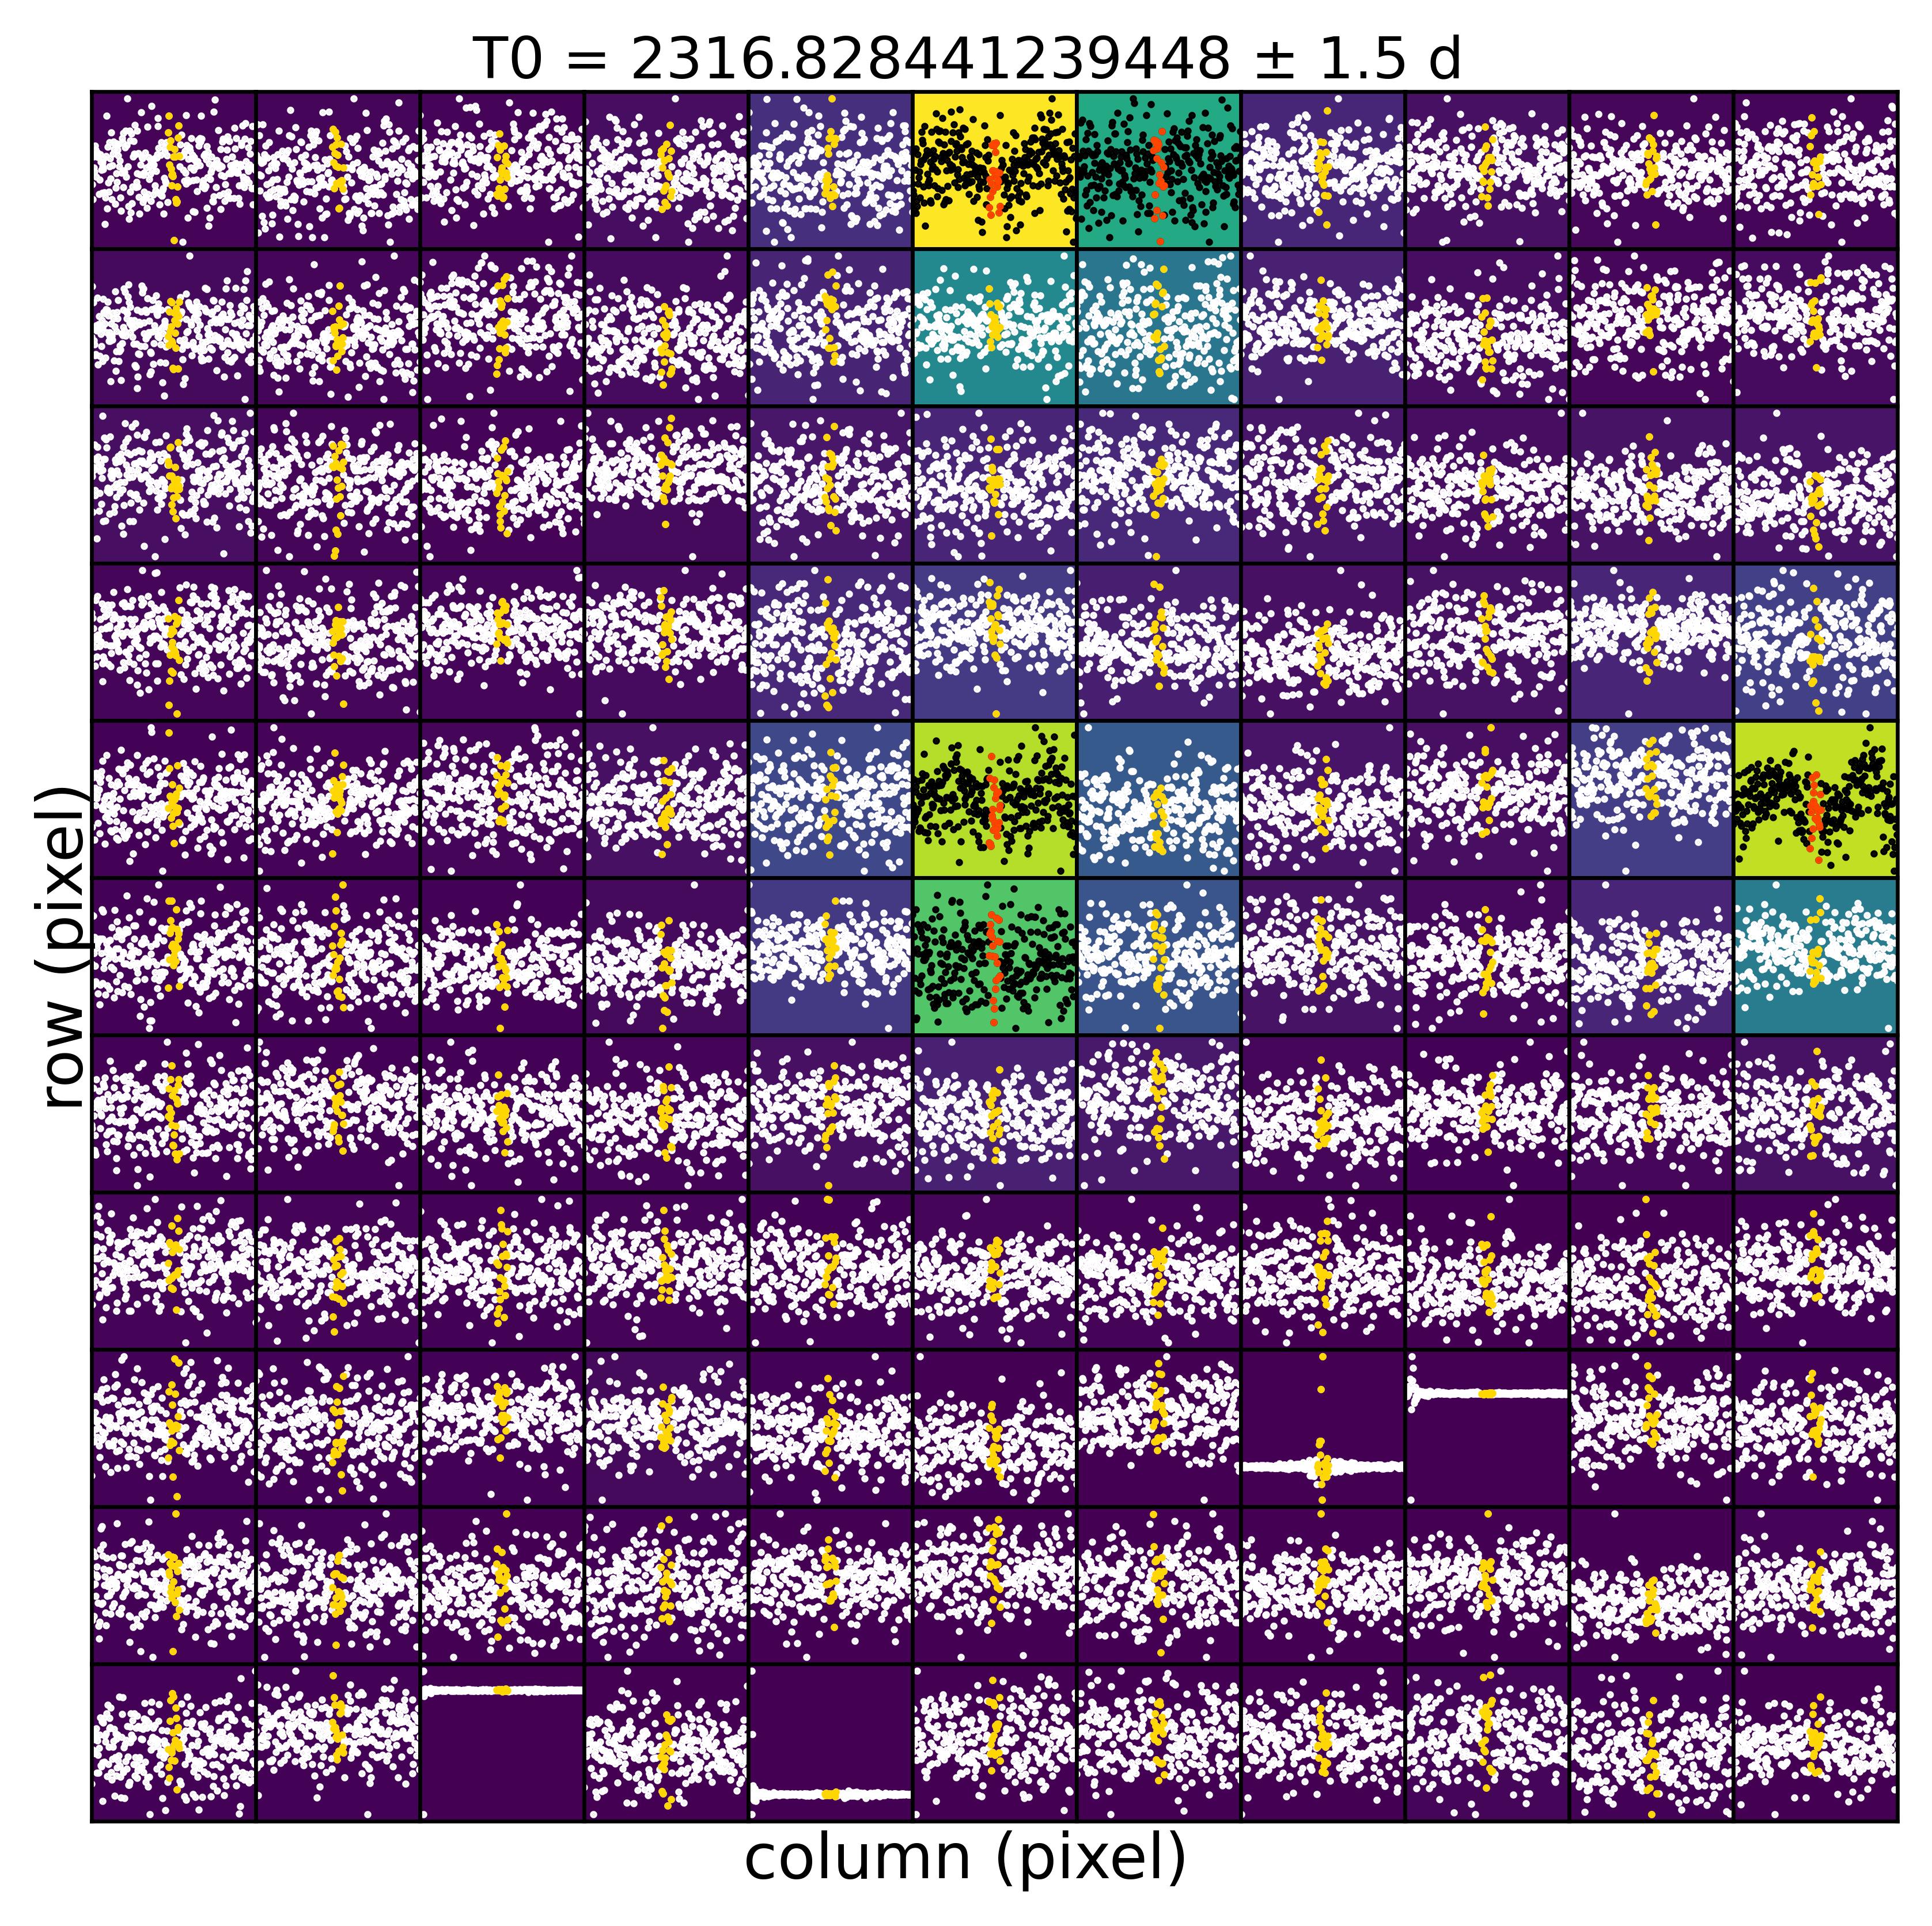 T0 = 2316.828441239448 ± 1.5 d
row (pixel)
column (pixel)